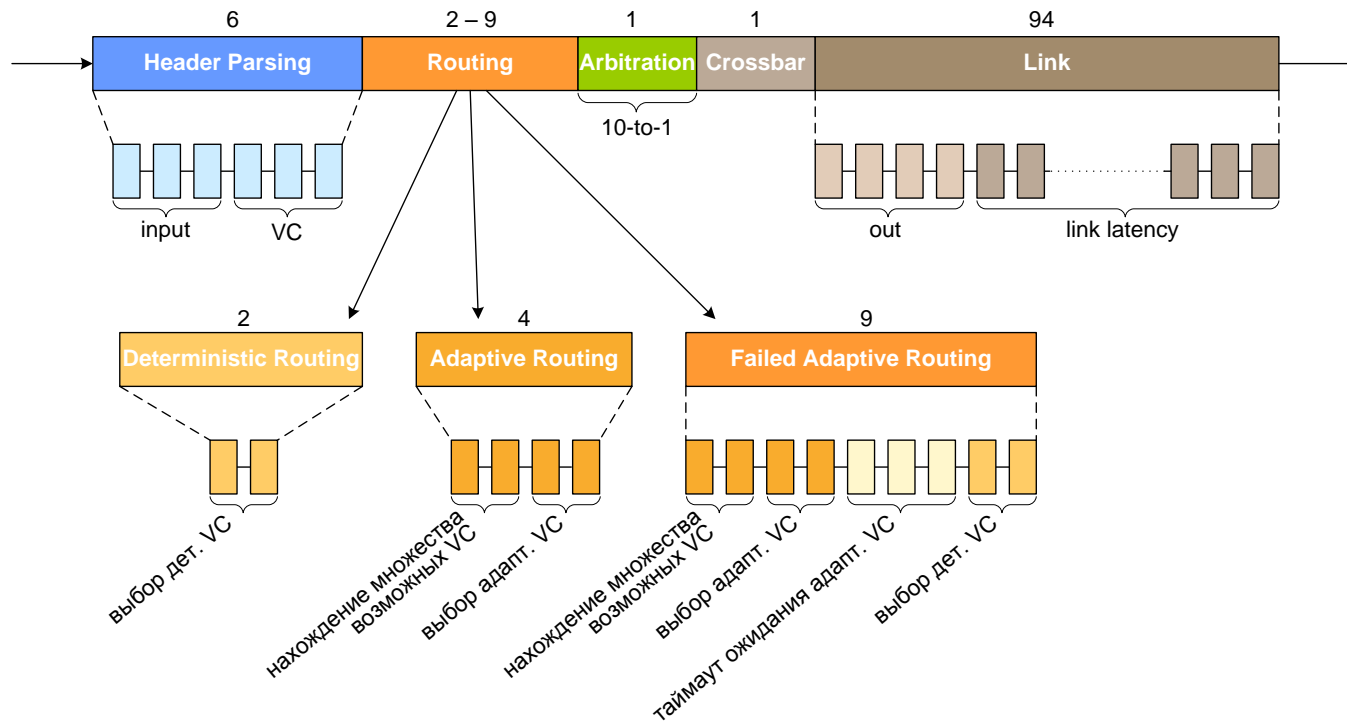 6
2 – 9
1
1
94
Header Parsing
Routing
Arbitration
Crossbar
Link
10-to-1
input
VC
out
link latency
2
4
9
Deterministic Routing
Adaptive Routing
Failed Adaptive Routing
выбор дет. VC
нахождение множества
возможных VC
выбор адапт. VC
нахождение множества
возможных VC
выбор адапт. VC
таймаут ожидания адапт. VC
выбор дет. VC